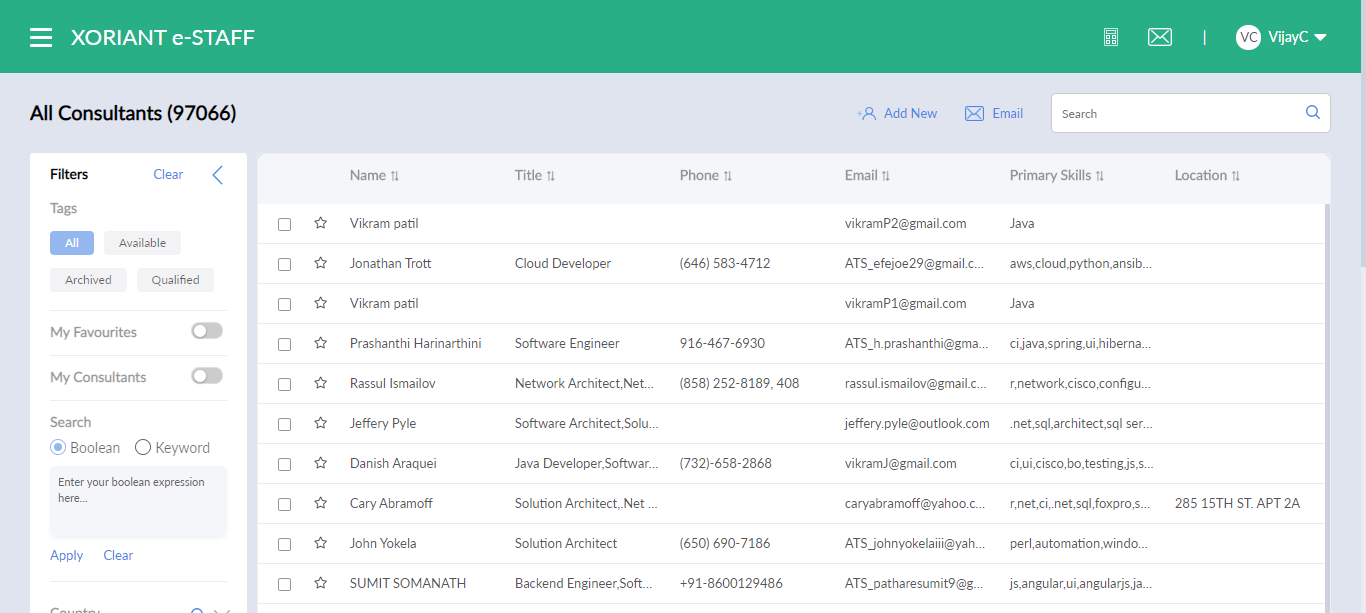 XORIANT e-STAFF
| VC VijayC
All Consultants (97066)
Add New Email Search
Filters Clear
Tags
All Available
Archived Qualified
My Favourites
My Consultants
Search
Boolean Keyword
Enter your boolean expression
here...
Apply Clear
Country
Name Title Phone Email Primary Skills Location
Vikram patil vikramP2@gmail.com Java
Jonathan Trott Cloud Developer (646) 583-4712 ATS_efejoe29@gmail.c... aws,cloud,python,ansib...
Vikram patil vikramP1@gmail.com Java
Prashanthi Harinarthini Software Engineer 916-467-6930 ATS_h.prashanthi@gma... ci,java,spring,ui,hiberna...
Rassul Ismailov Network Architect,Net... (858) 252-8189, 408 rassul.ismailov@gmail.c... r,network,cisco,configu...
Jeffery Pyle Software Architect,Solu... jeffery.pyle@outlook.com .net,sql,architect,sql ser...
Danish Araquei Java Developer,Softwar... (732)-658-2868 vikramJ@gmail.com ci,ui,cisco,bo,testing,js,s...
Cary Abramoff Solution Architect,.Net ... caryabramoff@yahoo.c... r,net,ci,.net,sql,foxpro,s... 285 15TH ST. APT 2A
John Yokela Solution Architect (650) 690-7186 ATS_johnyokelaiii@yah... perl,automation,windo...
SUMIT SOMANATH Backend Engineer,Soft... +91-8600129486 ATS_patharesumit9@g... js,angular,ui,angularjs,ja...